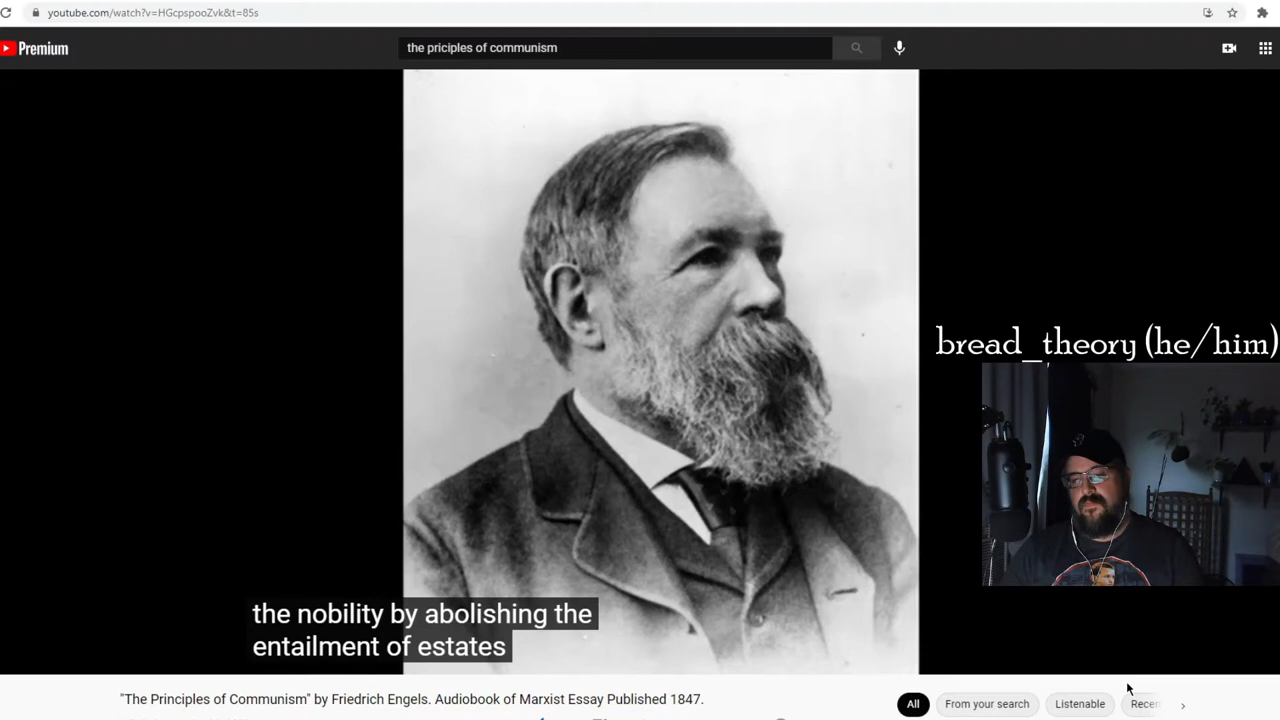 youtube.com/watch?v=HGcpspooZvk&t=85s
Premium
the priciples of communism
bread_theory (he/him)
the nobility by abolishing the
entailment of estates
"The Principles of Communism" by Friedrich Engels. Audiobook of Marxist Essay Published 1847.
All
From your search
Listenable
Recen